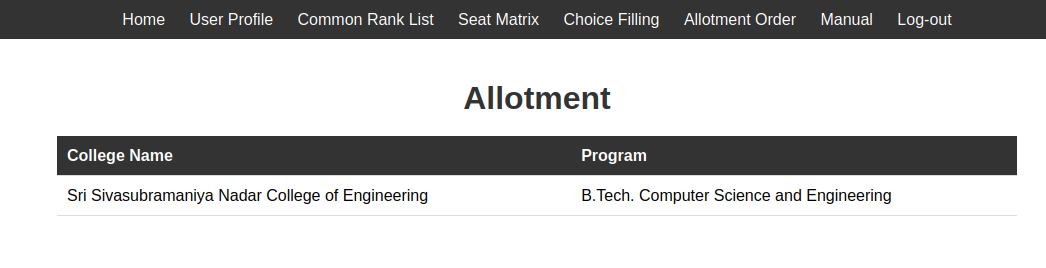 Home User Profile Common Rank List Seat Matrix Choice Filling Allotment Order Manual Log-out
Allotment
College Name Program
Sri Sivasubramaniya Nadar College of Engineering B.Tech. Computer Science and Engineering